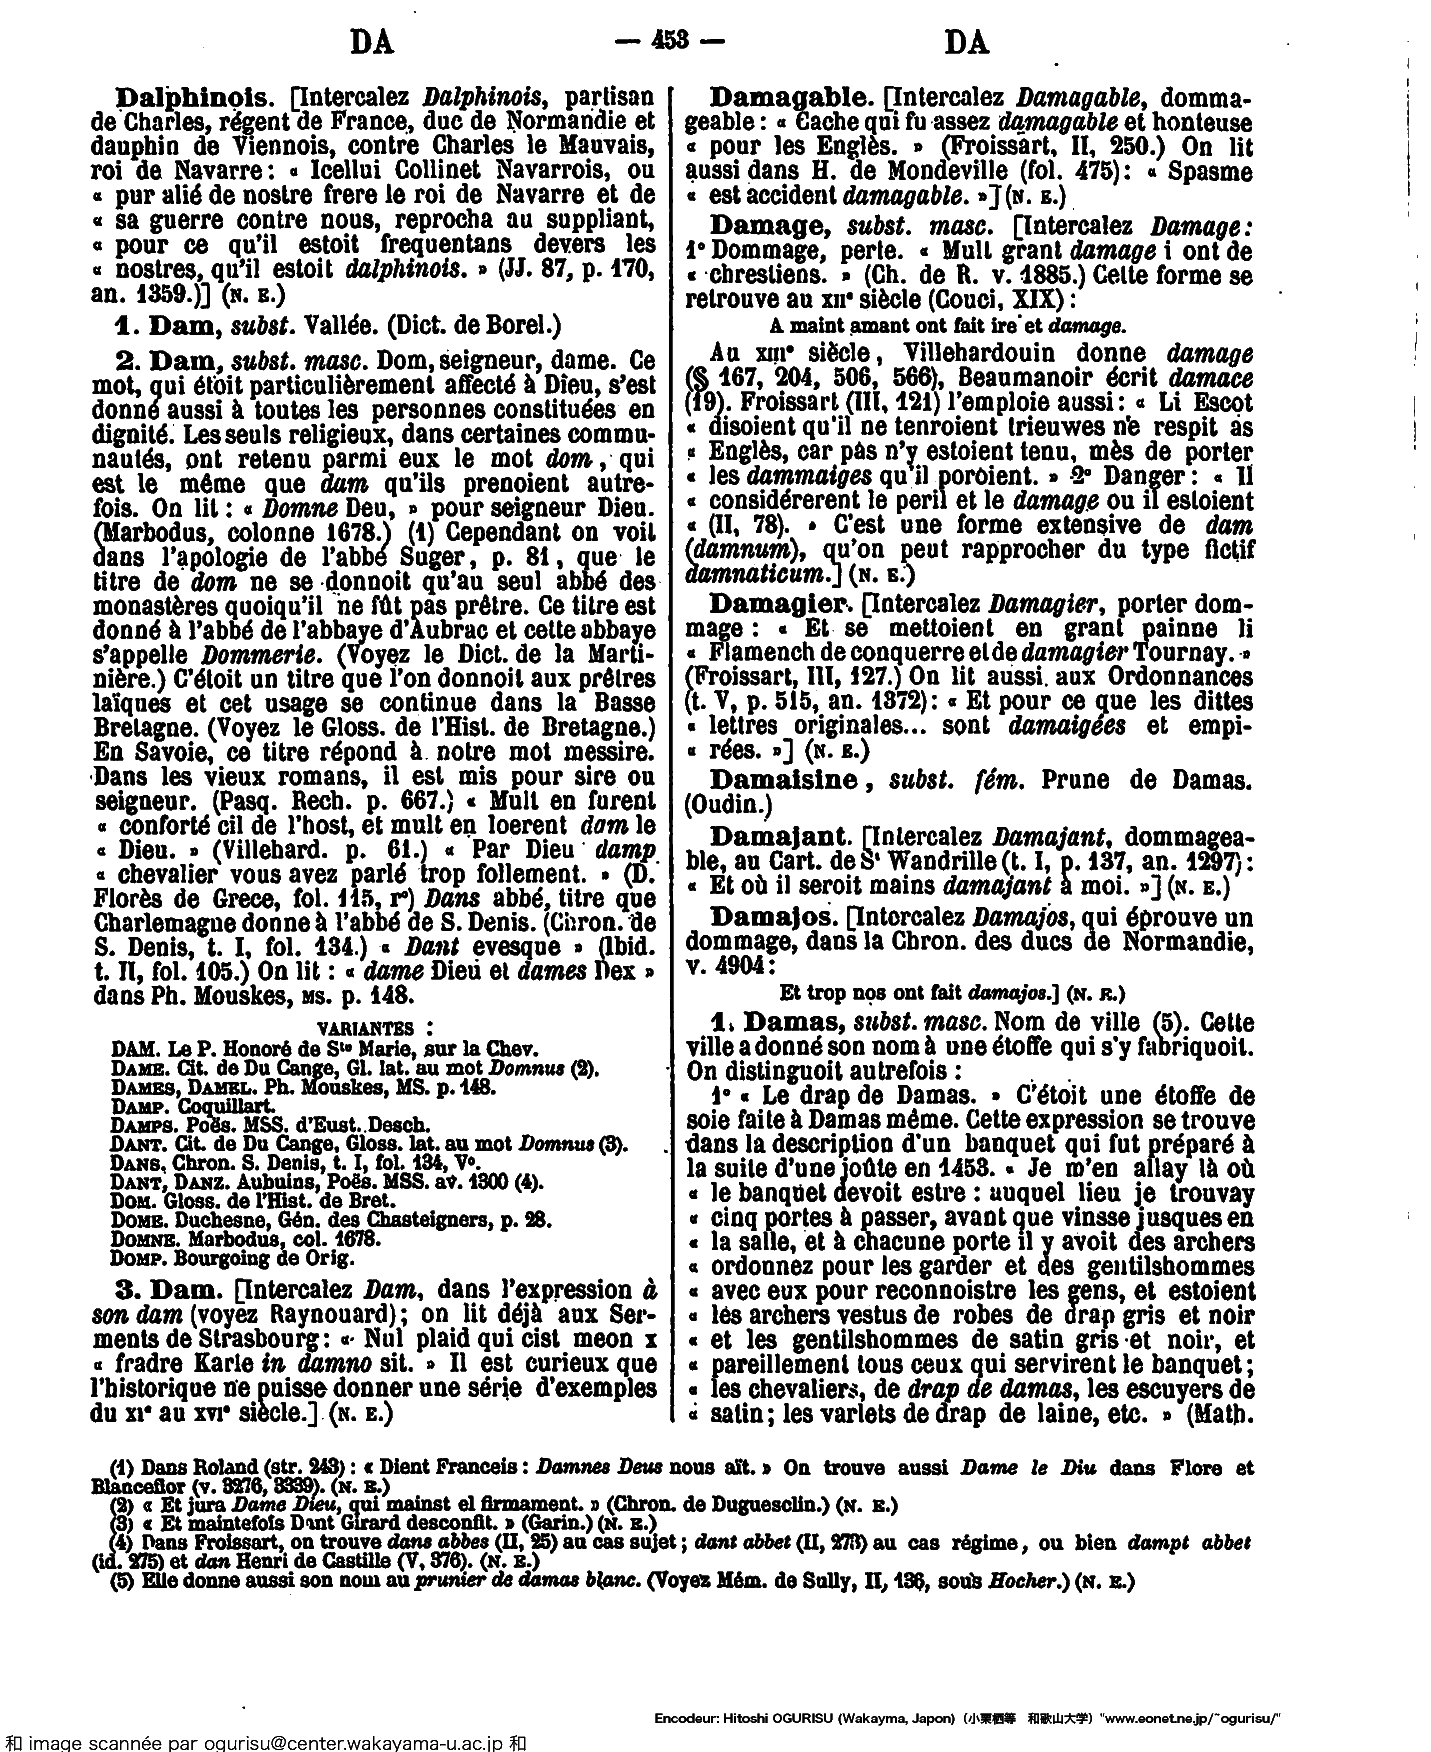 DA — 453 — DA
Dalphinois. [Intercalez Dalphinois, partisan
de Charles, régent de France, duc de Normandie et
dauphin de Viennois, contre Charles le Mauvais,
roi de Navarre : « Icellui Collinet Navarrois, ou
« pur alié de nostre frere le roi de Navarre et de
« sa guerre contre nous, reprocha au suppliant,
« pour ce qu'il estoit frequentans devers les
« nostres, qu'il estoit dalphinois. » (JJ. 87, p. 170,
an. 1359.)] (N. E.)
1. Dam, subst. Vallée. (Dict. de Borel.)
2. Dam, subst. masc. Dom, seigneur, dame. Ce
mot, qui étoit particulièrement affecté à Dieu, s'est
donné aussi à toutes les personnes constituées en
dignité. Les seuls religieux, dans certaines commu-
nautés, ont retenu parmi eux le mot dom, qui
est le même que dam qu'ils prenoient autre-
fois. On lit : « Domne Deu, » pour seigneur Dieu.
(Marbodus, colonne 1678.) (1) Cependant on voit
dans l'apologie de l'abbé Suger, p. 81, que le
titre de dom ne se donnoit qu'au seul abbé des
monastères quoiqu'il ne fût pas prêtre. Ce titre est
donné à l'abbé de l'abbaye d'Aubrac et cette abbaye
s'appelle Dommerie. (Voyez le Dict. de la Marti-
nière.) C'étoit un titre que l'on donnoit aux prêtres
laïques et cet usage se continue dans la Basse
Bretagne. (Voyez le Gloss. de l'Hist. de Bretagne.)
En Savoie, ce titre répond à notre mot messire.
Dans les vieux romans, il est mis pour sire ou
seigneur. (Pasq. Rech. p. 667.) « Mult en furent
« conforté cil de l'host, et mult en loerent dam le
« Dieu. » (Villehard. p. 61.) « Par Dieu damp
« chevalier vous avez parlé trop follement. » (D.
Florès de Grece, fol. 115, r°) Dans abbé, titre que
Charlemagne donne à l'abbé de S. Denis. (Chron. de
S. Denis, t. I, fol. 134.) « Dant evesque » (Ibid.
t. II, fol. 105.) On lit : « dame Dieu et dames Dex »
dans Ph. Mouskes, MS. p. 148.
VARIANTES :
DAM. Le P. Honoré de Ste Marie, sur la Chev.
DAME. Cit. de Du Cange, Gl. lat. au mot Domnus (2).
DAMES, DAMEL. Ph. Mouskes, MS. p. 148.
DAMP. Coquillart.
DAMPS. Poës. MSS. d'Eust. Desch.
DANT. Cit. de Du Cange, Gloss. lat. au mot Domnus (3).
DANS, Chron. S. Denis, t. I, fol. 134, V°.
DANT, DANZ. Aubuins, Poës. MSS. av. 1300 (4).
DOM. Gloss. de l'Hist. de Bret.
DOME. Duchesne, Gén. des Chasteigners, p. 28.
DOMNE. Marbodus, col. 1678.
DOMP. Bourgoing de Orig.
3. Dam. [Intercalez Dam, dans l'expression à
son dam (voyez Raynouard) ; on lit déjà aux Ser-
ments de Strasbourg : « Nul plaid qui cist meon x
« fradre Karle in damno sit. » Il est curieux que
l'historique ne puisse donner une série d'exemples
du XIe au XVIe siècle.] (N. E.)
Damagable. [Intercalez Damagable, domma-
geable : « Cache qui fu assez damagable et honteuse
« pour les Englès. » (Froissart, II, 250.) On lit
aussi dans H. de Mondeville (fol. 475) : « Spasme
« est accident damagable. »] (N. E.)
Damage, subst. masc. [Intercalez Damage :
1° Dommage, perte. « Mult grant damage i ont de
« chrestiens. » (Ch. de R. v. 1885.) Cette forme se
retrouve au XIIe siècle (Couci, XIX) :
A maint amant ont fait ire et damage.
Au XIIIe siècle, Villehardouin donne damage
(§ 167, 204, 506, 566), Beaumanoir écrit damace
(19). Froissart (III, 121) l'emploie aussi : « Li Escot
« disoient qu'il ne tenroient trieuwes ne respit as
« Englès, car pas n'y estoient tenu, mès de porter
« les dammaiges qu'il poroient. » 2° Danger : « Il
« considérerent le peril et le damage ou il estoient
« (II, 78). » C'est une forme extensive de dam
(damnum), qu'on peut rapprocher du type fictif
damnaticum.] (N. E.)
Damagier. [Intercalez Damagier, porter dom-
mage : « Et se mettoient en grant painne li
« Flamench de conquerre et de damagier Tournay. »
(Froissart, III, 127.) On lit aussi aux Ordonnances
(t. V, p. 515, an. 1372) : « Et pour ce que les dittes
« lettres originales... sont damaigées et empi-
« rées. »] (N. E.)
Damaisine, subst. fém. Prune de Damas.
(Oudin.)
Damajant. [Intercalez Damajant, dommagea-
ble, au Cart. de St Wandrille (t. I, p. 137, an. 1297) :
« Et où il seroit mains damajant à moi. »] (N. E.)
Damajos. [Intercalez Damajos, qui éprouve un
dommage, dans la Chron. des ducs de Normandie,
v. 4904 :
Et trop nos ont fait damajos.] (N. E.)
1. Damas, subst. masc. Nom de ville (5). Cette
ville a donné son nom à une étoffe qui s'y fabriquoit.
On distinguoit autrefois :
1° « Le drap de Damas. » C'étoit une étoffe de
soie faite à Damas même. Cette expression se trouve
dans la description d'un banquet qui fut préparé à
la suite d'une joûte en 1453. « Je m'en allay là où
« le banquet devoit estre : auquel lieu je trouvay
« cinq portes à passer, avant que vinsse jusques en
« la salle, et à chacune porte il y avoit des archers
« ordonnez pour les garder et des gentilshommes
« avec eux pour reconnoistre les gens, et estoient
« les archers vestus de robes de drap gris et noir
« et les gentilshommes de satin gris et noir, et
« pareillement tous ceux qui servirent le banquet ;
« les chevaliers, de drap de damas, les escuyers de
« satin ; les varlets de drap de laine, etc. » (Math.
(1) Dans Roland (str. 243) : « Dient Franceis : Damnes Deus nous aït. » On trouve aussi Dame le Diu dans Flore et
Blanceflor (v. 3276, 3339). (N. E.)
(2) « Et jura Dame Dieu, qui mainst el firmament. » (Chron. de Duguesclin.) (N. E.)
(3) « Et maintefois Dant Girard desconfit. » (Garin.) (N. E.)
(4) Dans Froissart, on trouve dans abbes (II, 25) au cas sujet ; dant abbet (II, 273) au cas régime, ou bien dampt abbet
(id. 275) et dan Henri de Castille (V, 376). (N. E.)
(5) Elle donne aussi son nom au prunier de damas blanc. (Voyez Mém. de Sully, II, 136, sous Hocher.) (N. E.)
Encodeur: Hitoshi OGURISU (Wakayma, Japon) (小栗栖等 和歌山大学) "www.eonet.ne.jp/~ogurisu/"
和 image scannée par ogurisu@center.wakayama-u.ac.jp 和